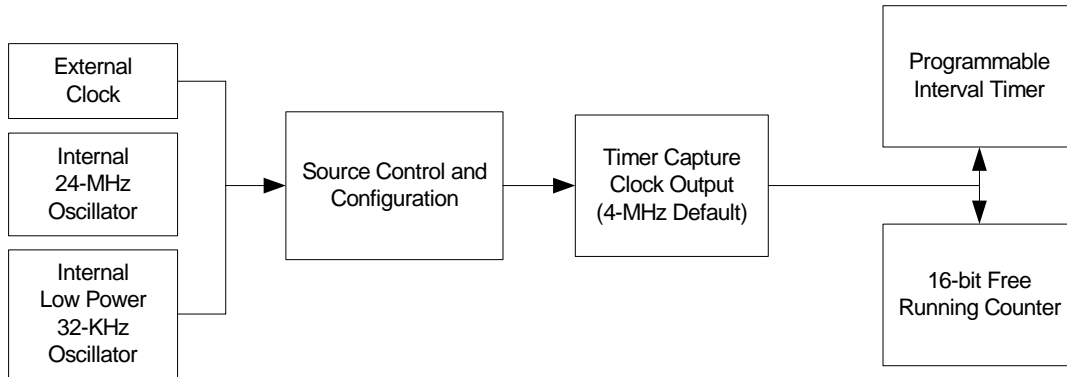 External
Clock
Internal
24-MHz
Oscillator
Internal
Low Power
32-KHz
Oscillator
Source Control and
Configuration
Timer Capture
Clock Output
(4-MHz Default)
Programmable
Interval Timer
16-bit Free
Running Counter